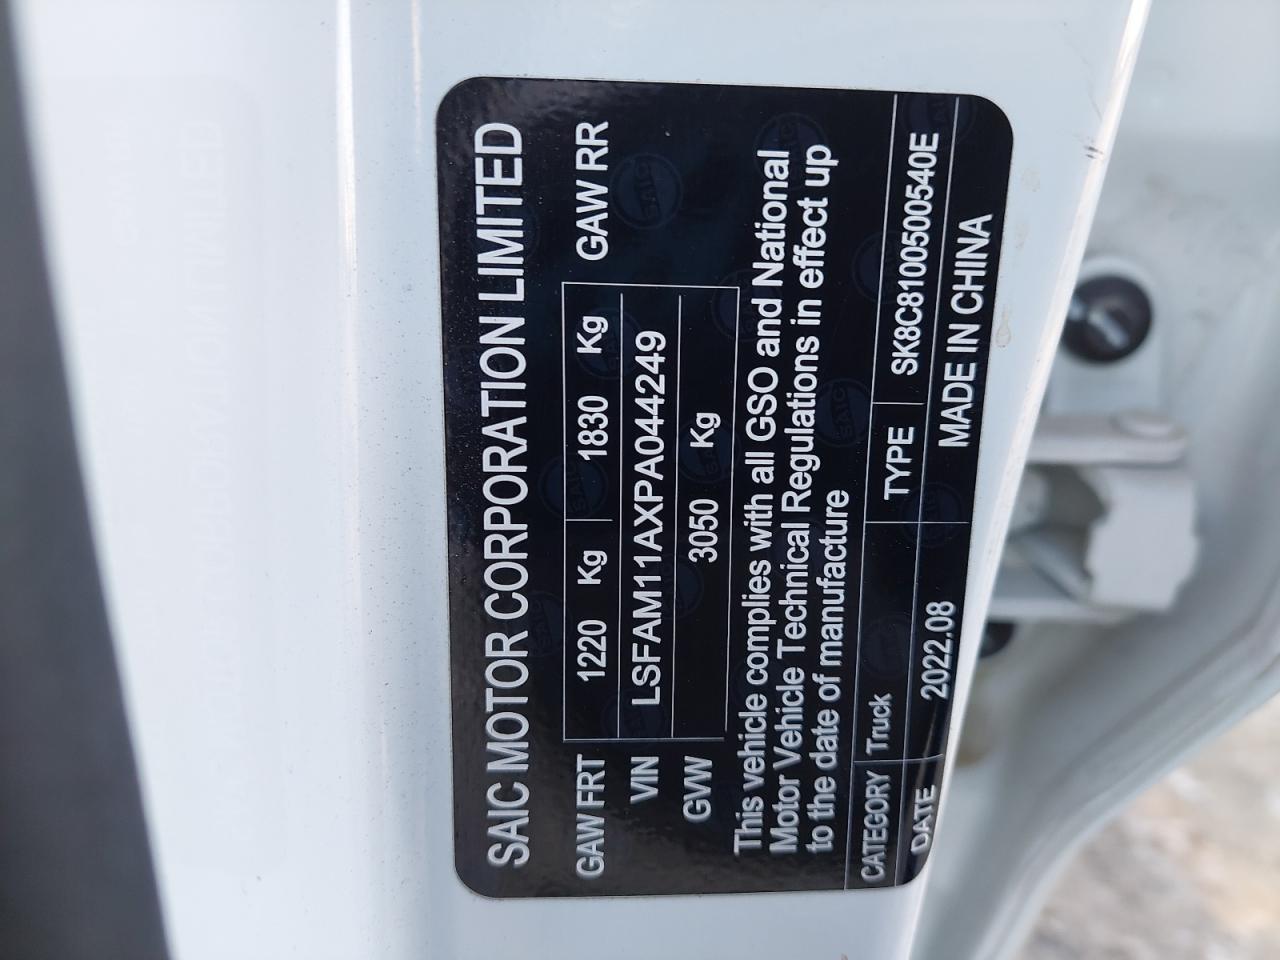 SAIC MOTOR CORPORATION LIMITED
GAW FRT 1220 Kg 1830 Kg GAW RR
VIN LSFAM11AXPA044249
GVW 3050 Kg
This vehicle complies with all GSO and National
Motor Vehicle Technical Regulations in effect up
to the date of manufacture
CATEGORY Truck TYPE SK8C8100500540E
DATE 2022.08 MADE IN CHINA